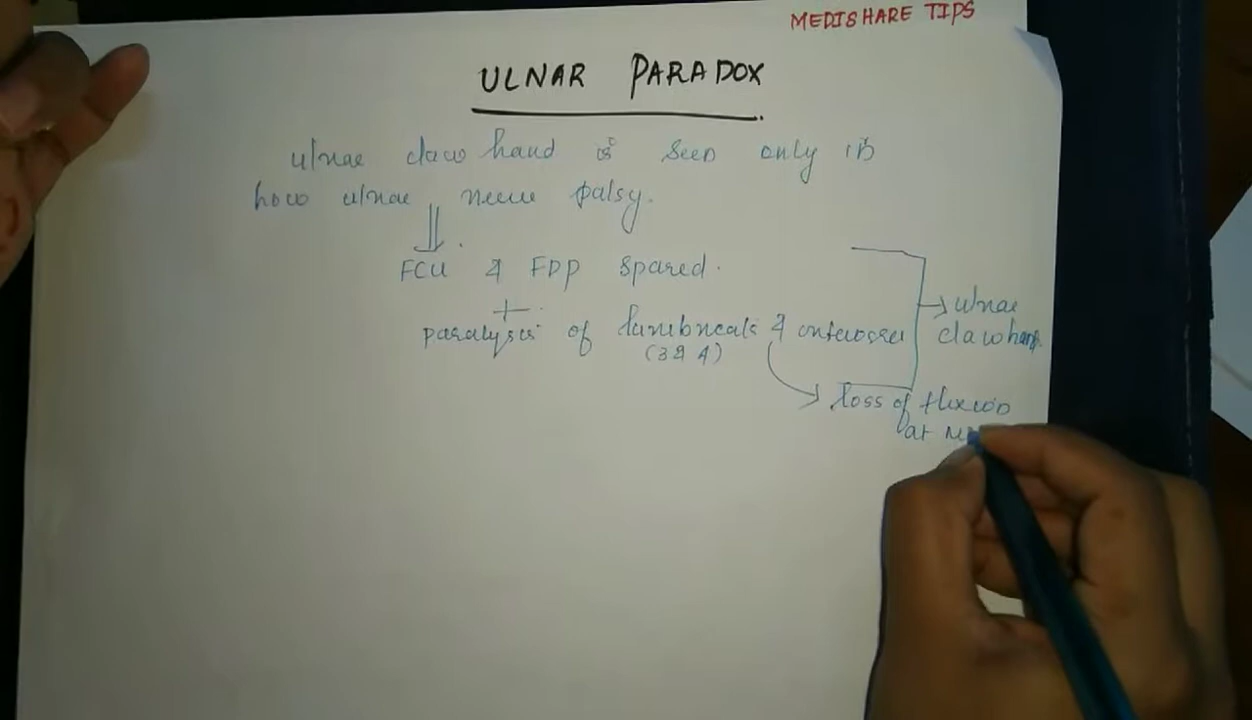 MEDISHARE TIPS
ULNAR PARADOX
ulnar claw hand is seen only in
low ulnar nerve palsy.
FCU & FDP spared.
+
paralysis of lumbricals & interossei
(3 & 4)
→ ulnar
claw hand
→ loss of flexion
at